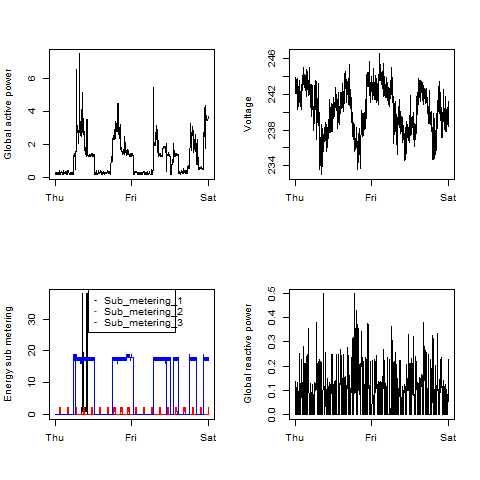 Global active power
0 2 4 6
Thu Fri Sat
Voltage
234 238 242 246
Thu Fri Sat
Energy sub metering
0 10 20 30
- Sub_metering_1
- Sub_metering_2
- Sub_metering_3
Thu Fri Sat
Global reactive power
0.0 0.1 0.2 0.3 0.4 0.5
Thu Fri Sat